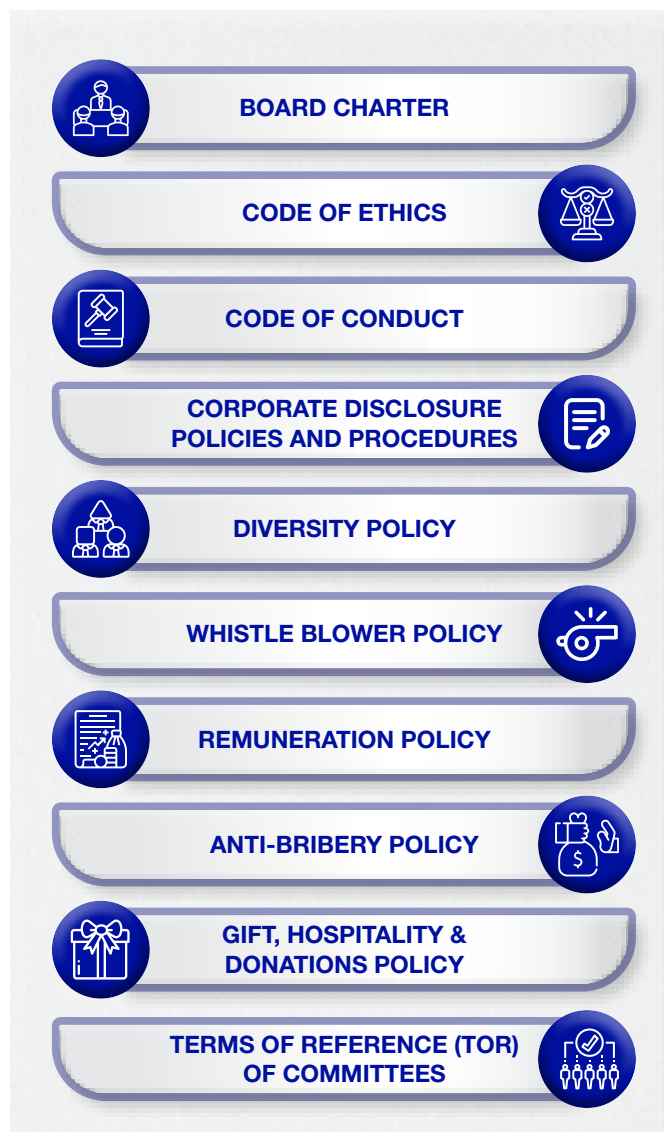 BOARD CHARTER
CODE OF ETHICS
CODE OF CONDUCT
CORPORATE DISCLOSURE
POLICIES AND PROCEDURES
DIVERSITY POLICY
WHISTLE BLOWER POLICY
REMUNERATION POLICY
ANTI-BRIBERY POLICY
$
GIFT, HOSPITALITY &
DONATIONS POLICY
TERMS OF REFERENCE (TOR)
OF COMMITTEES